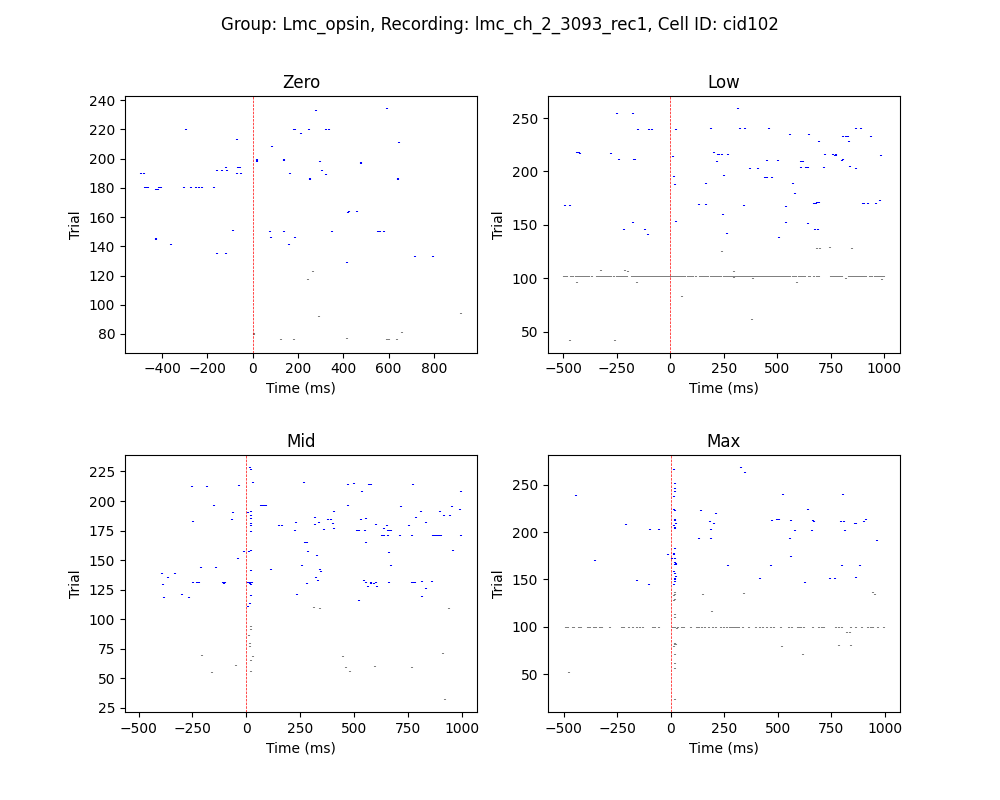 Group: Lmc_opsin, Recording: lmc_ch_2_3093_rec1, Cell ID: cid102
Zero
Low
240
220
200
180
160
140
120
100
80
Trial
−400 −200 0 200 400 600 800
Time (ms)
250
200
150
100
50
Trial
−500 −250 0 250 500 750 1000
Time (ms)
Mid
Max
225
200
175
150
125
100
75
50
25
Trial
−500 −250 0 250 500 750 1000
Time (ms)
250
200
150
100
50
Trial
−500 −250 0 250 500 750 1000
Time (ms)